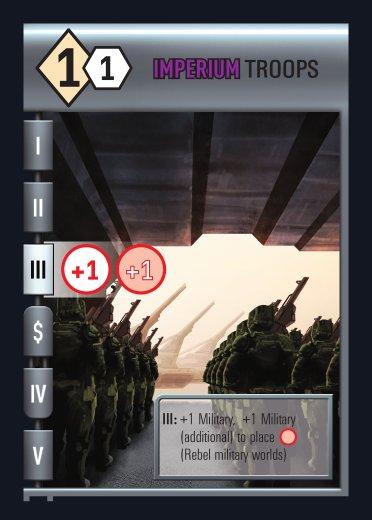 1 1 IMPERIUM TROOPS
I
II
III +1 +1
$
IV
V
III: +1 Military, +1 Military
(additional) to place
(Rebel military worlds)